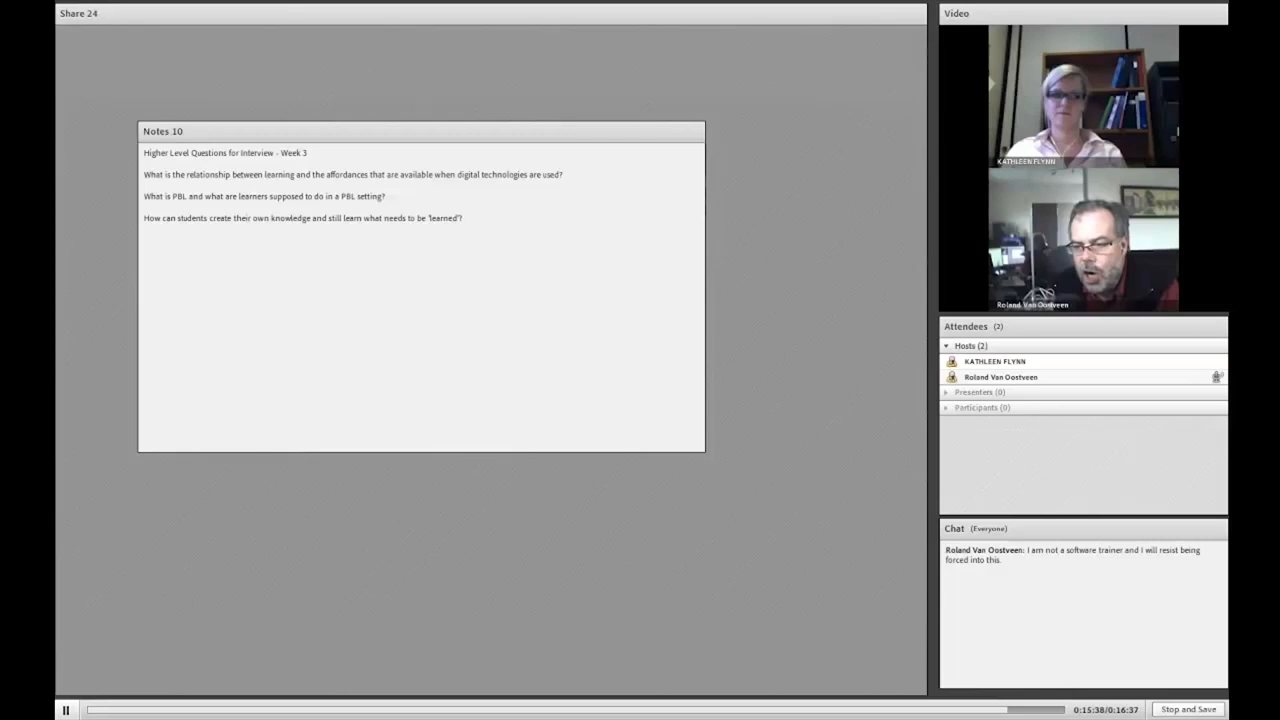 Share 24
Notes 10
Higher Level Questions for Interview - Week 3
What is the relationship between learning and the affordances that are available when digital technologies are used?
What is PBL and what are learners supposed to do in a PBL setting?
How can students create their own knowledge and still learn what needs to be 'learned'?
Video
KATHLEEN FLYNN
Roland Van Oostveen
Attendees (2)
Hosts (2)
KATHLEEN FLYNN
Roland Van Oostveen
Presenters (0)
Participants (0)
Chat (Everyone)
Roland Van Oostveen: I am not a software trainer and I will resist being
forced into this.
0:15:38/0:16:37
Stop and Save